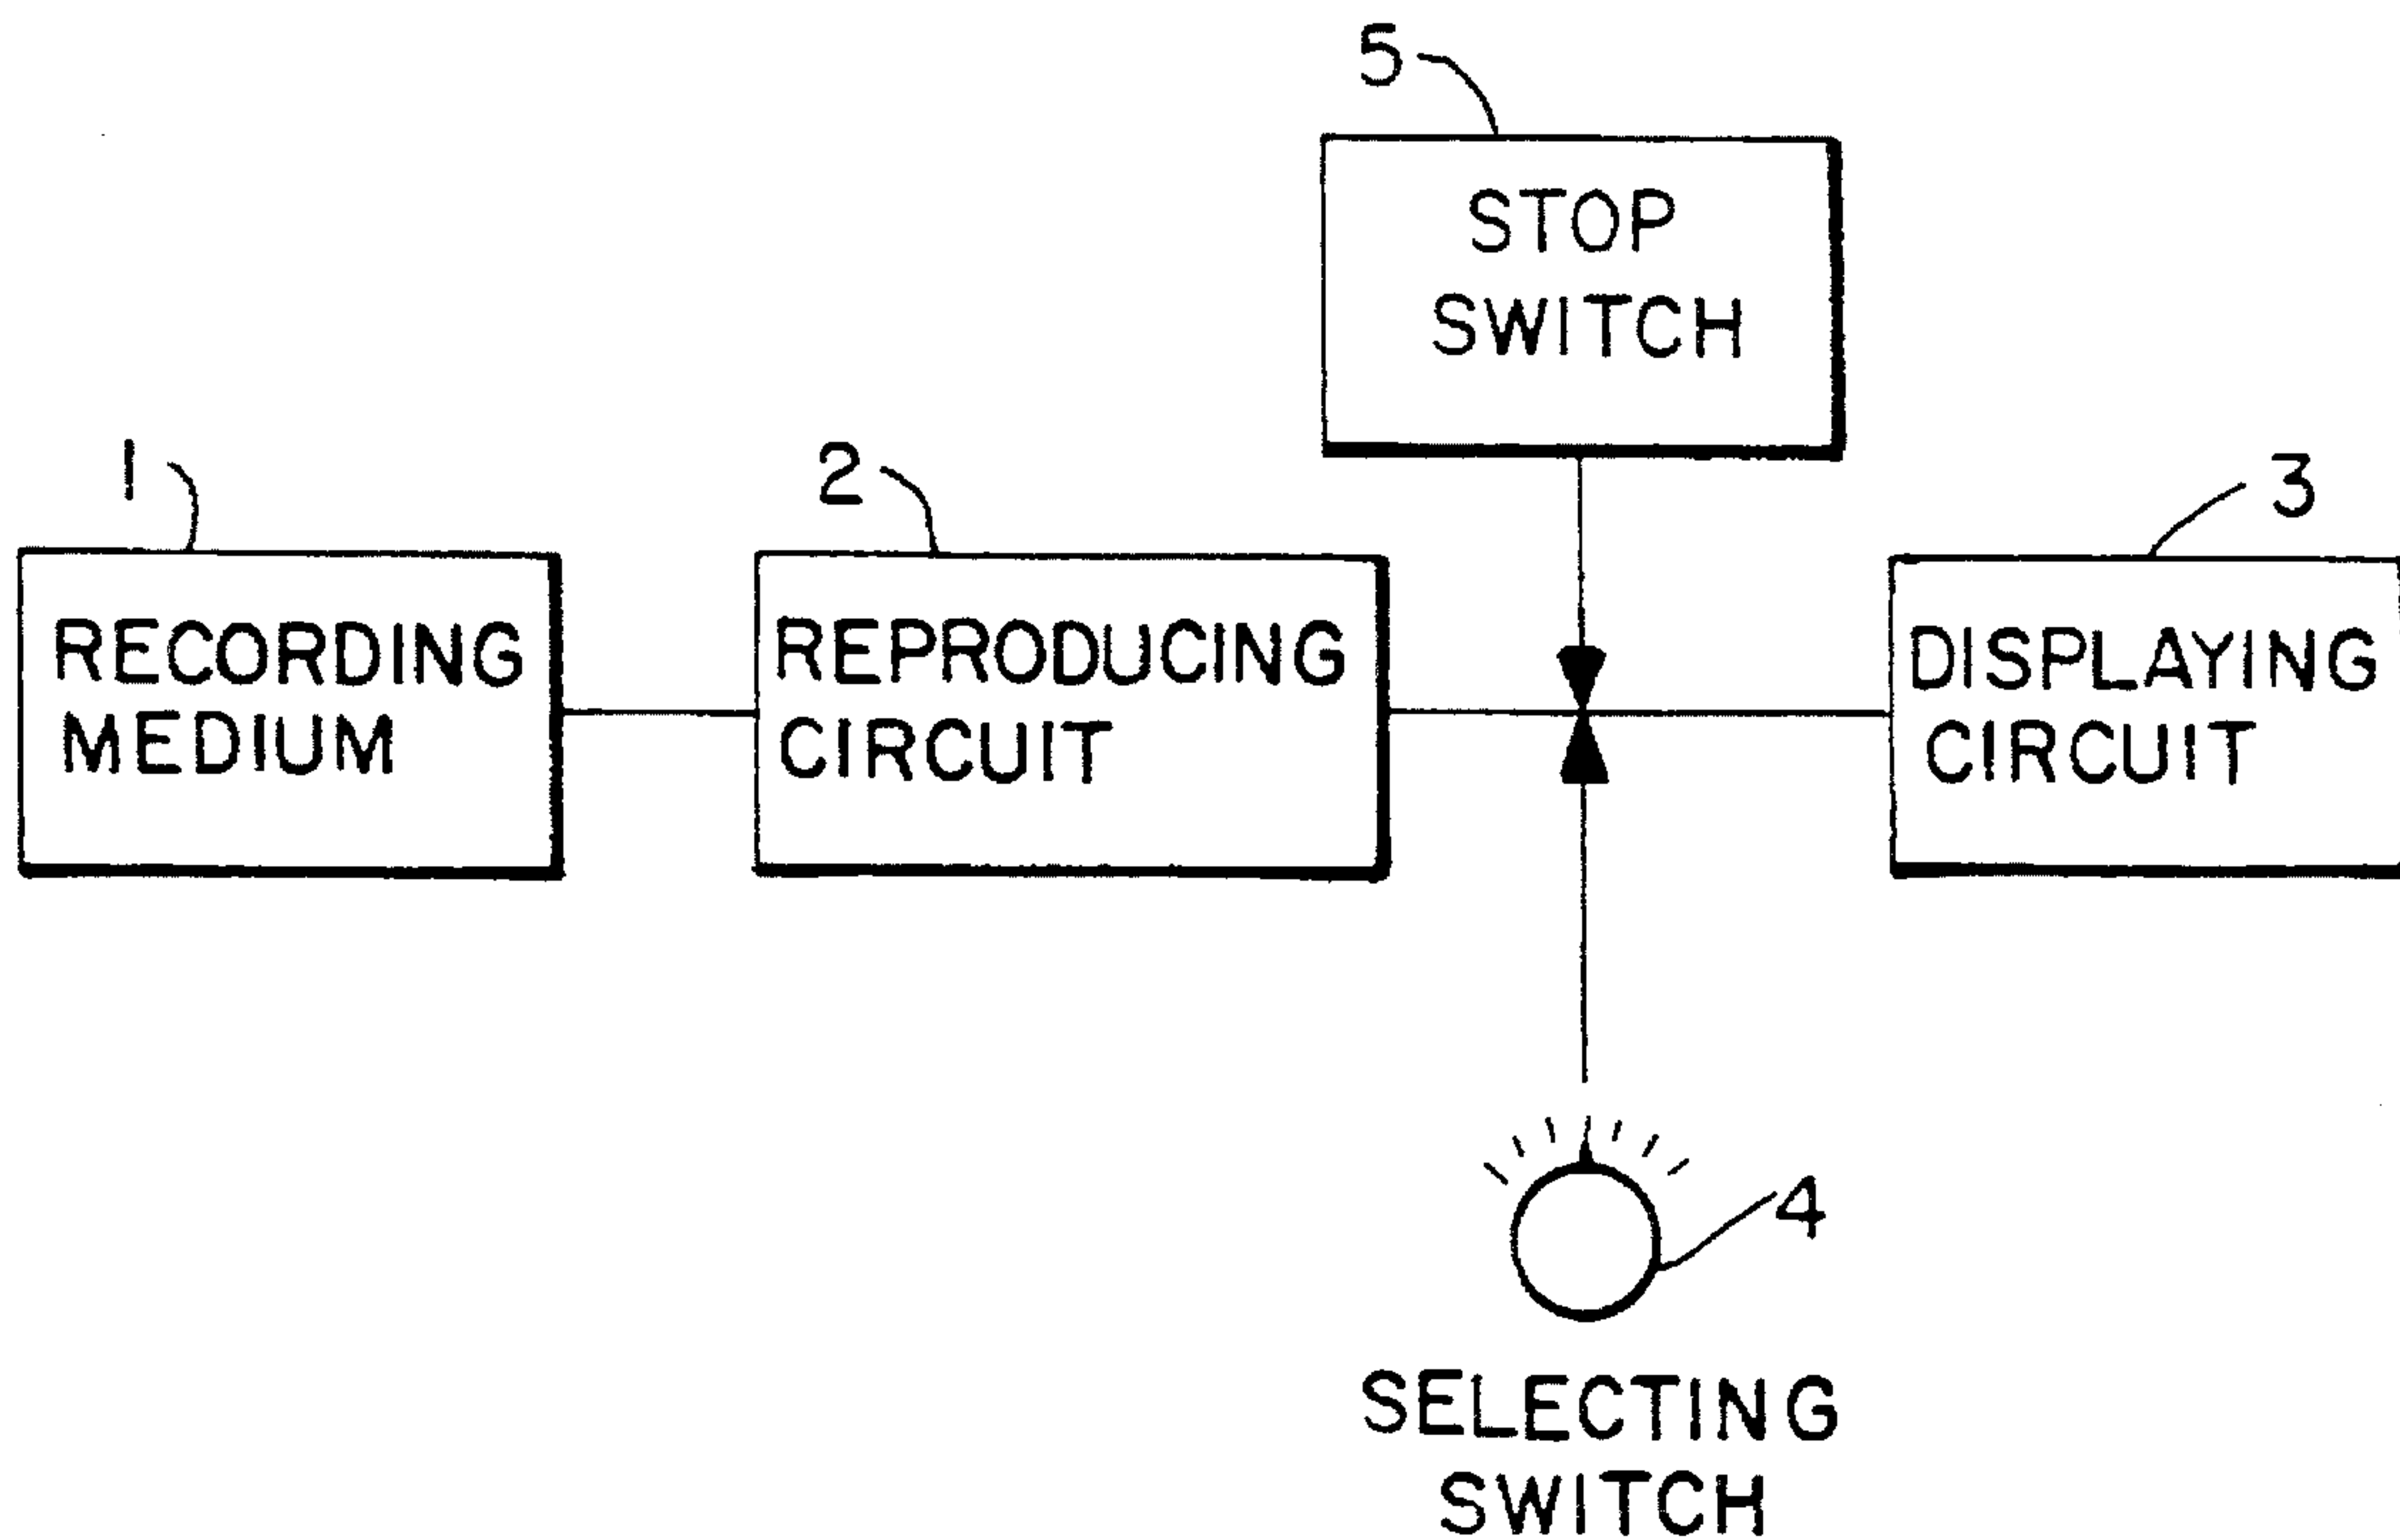 5
STOP
SWITCH
1
2
3
RECORDING
MEDIUM
REPRODUCING
CIRCUIT
DISPLAYING
CIRCUIT
4
SELECTING
SWITCH